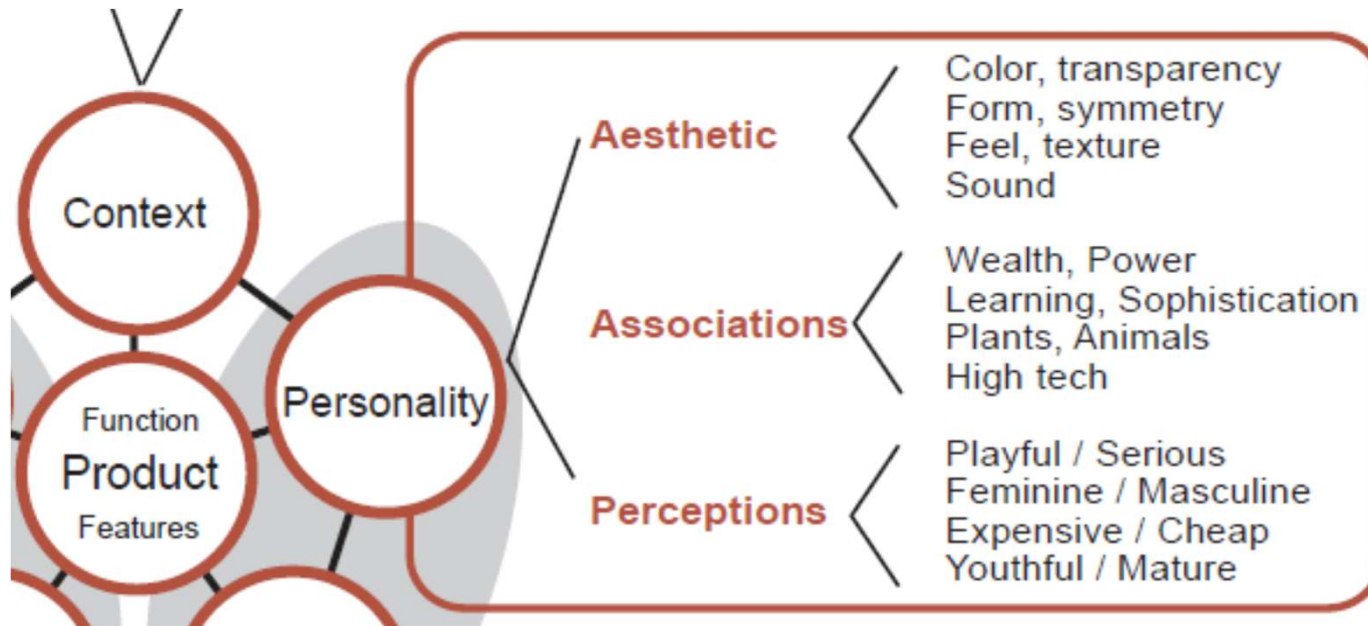 Context
Function
Product
Features
Personality
Aesthetic
Color, transparency
Form, symmetry
Feel, texture
Sound
Associations
Wealth, Power
Learning, Sophistication
Plants, Animals
High tech
Perceptions
Playful / Serious
Feminine / Masculine
Expensive / Cheap
Youthful / Mature